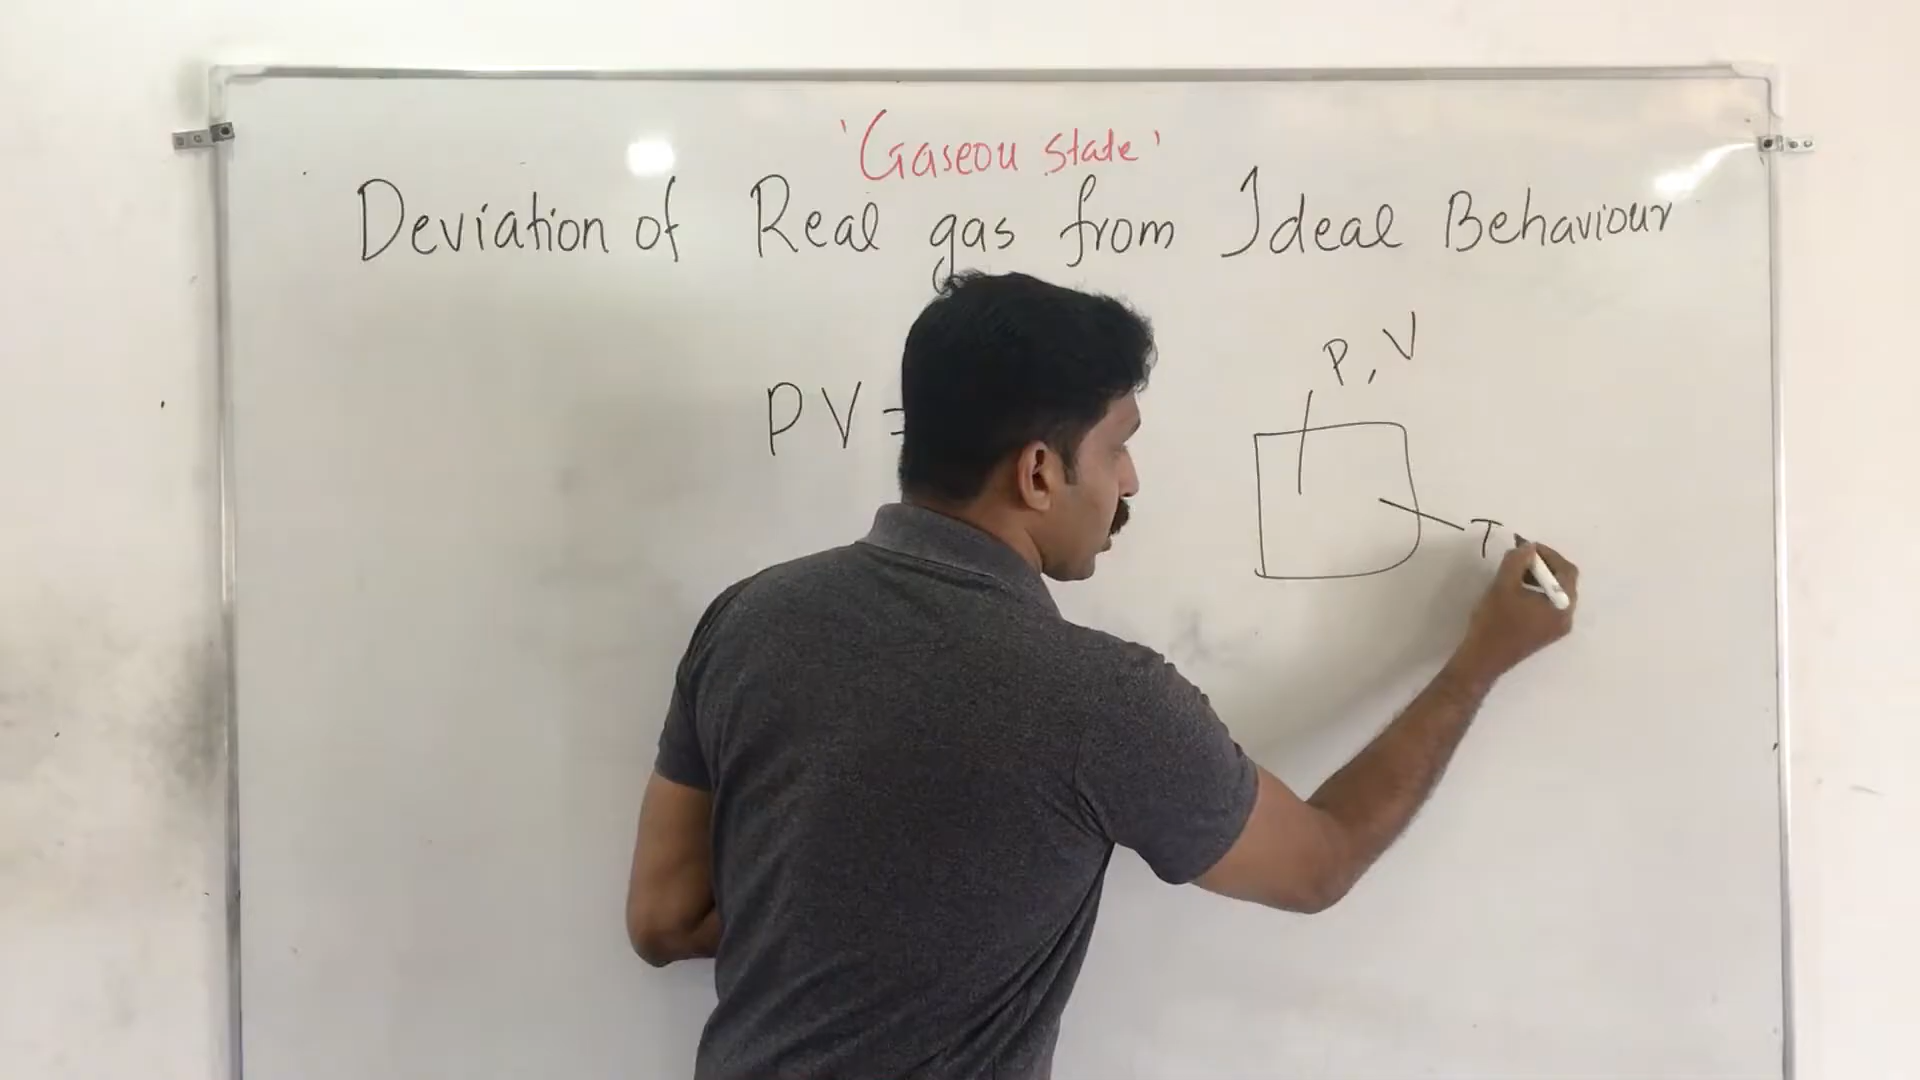 'Gaseou state'
Deviation of Real gas from Ideal Behaviour
P, V
PV =
T